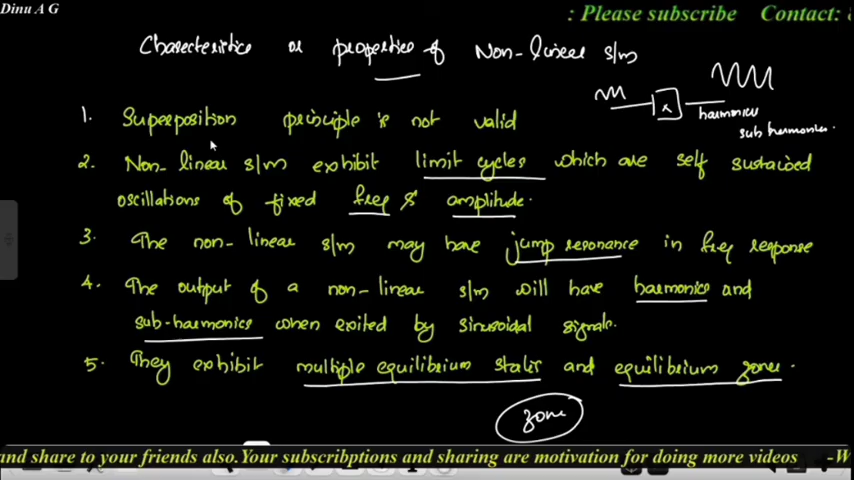 Dinu A G
: Please subscribe Contact: 8
Characteristics or properties of Non-linear s/m
harmonics
sub harmonics.
1. Superposition principle is not valid
2. Non-linear s/m exhibit limit cycles which are self sustained
oscillations of fixed freq & amplitude.
3. The non-linear s/m may have jump resonance in freq response
4. The output of a non-linear s/m will have harmonics and
sub-harmonics when exited by sinusoidal signals.
5. They exhibit multiple equilibrium states and equilibrium zones.
zone
and share to your friends also.Your subscribptions and sharing are motivation for doing more videos -W